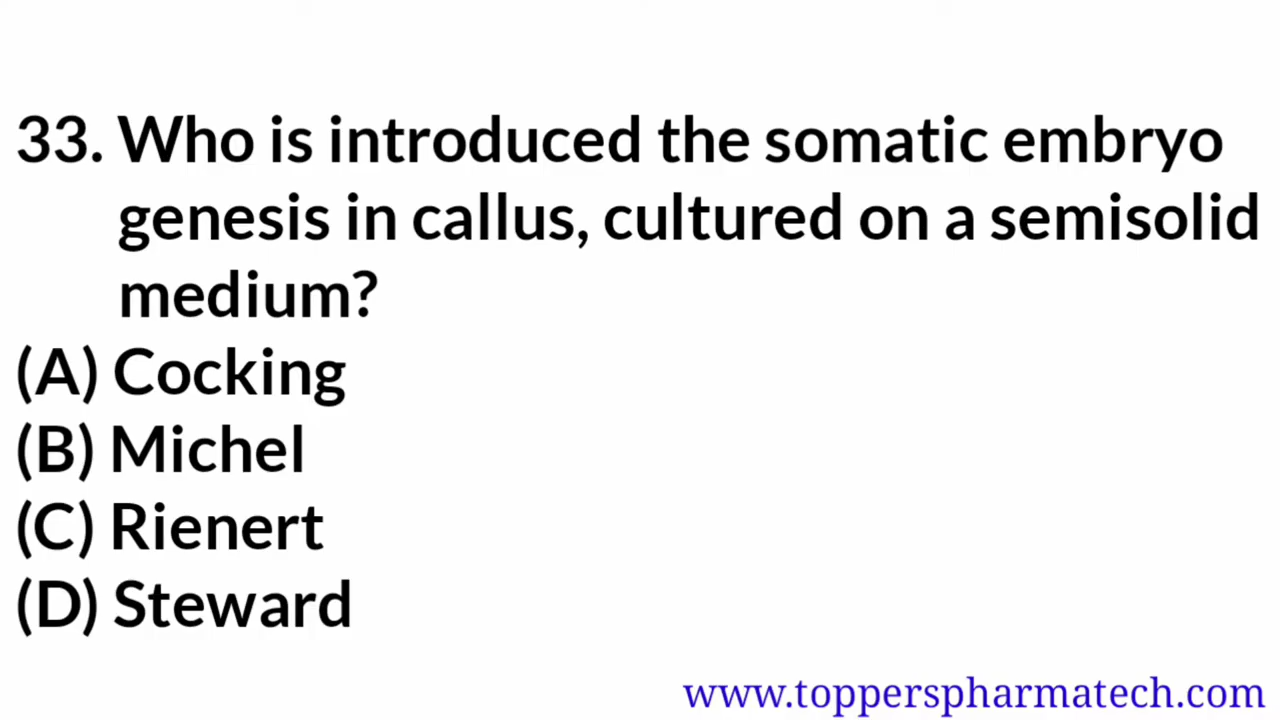 33. Who is introduced the somatic embryo
genesis in callus, cultured on a semisolid
medium?
(A) Cocking
(B) Michel
(C) Rienert
(D) Steward
www.topperspharmatech.com